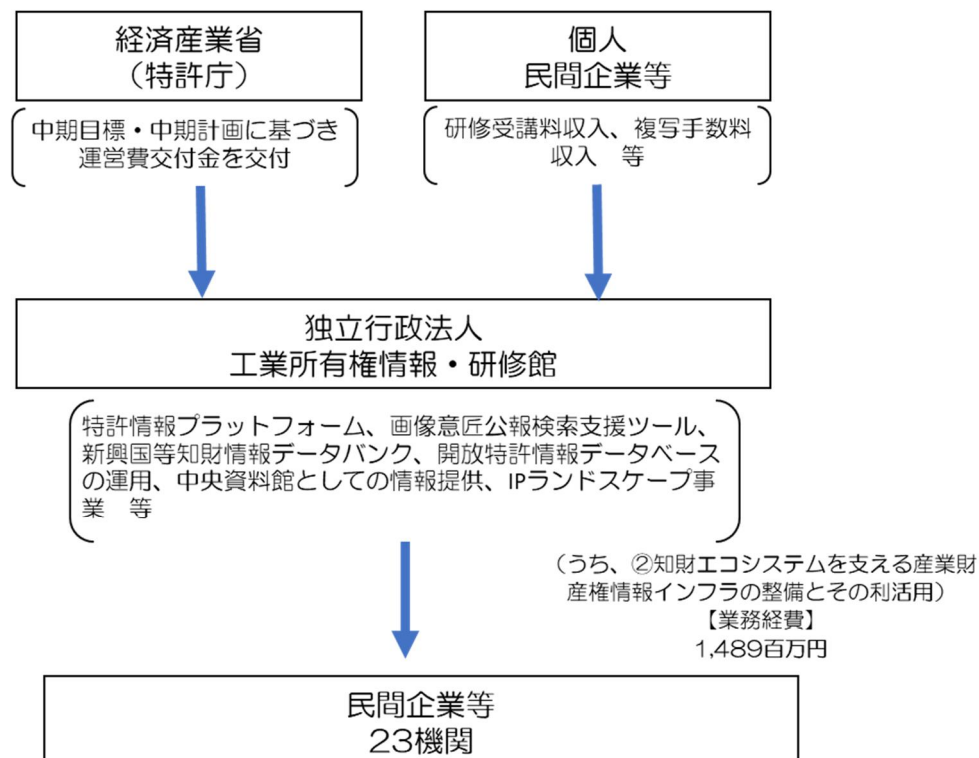 経済産業省
（特許庁）
個人
民間企業等
中期目標・中期計画に基づき
運営費交付金を交付
研修受講料収入、複写手数料
収入　等
独立行政法人
工業所有権情報・研修館
特許情報プラットフォーム、画像意匠公報検索支援ツール、
新興国等知財情報データバンク、開放特許情報データベース
の運用、中央資料館としての情報提供、IPランドスケープ事
業　等
（うち、②知財エコシステムを支える産業財
産権情報インフラの整備とその利活用）
【業務経費】
1,489百万円
民間企業等
23機関